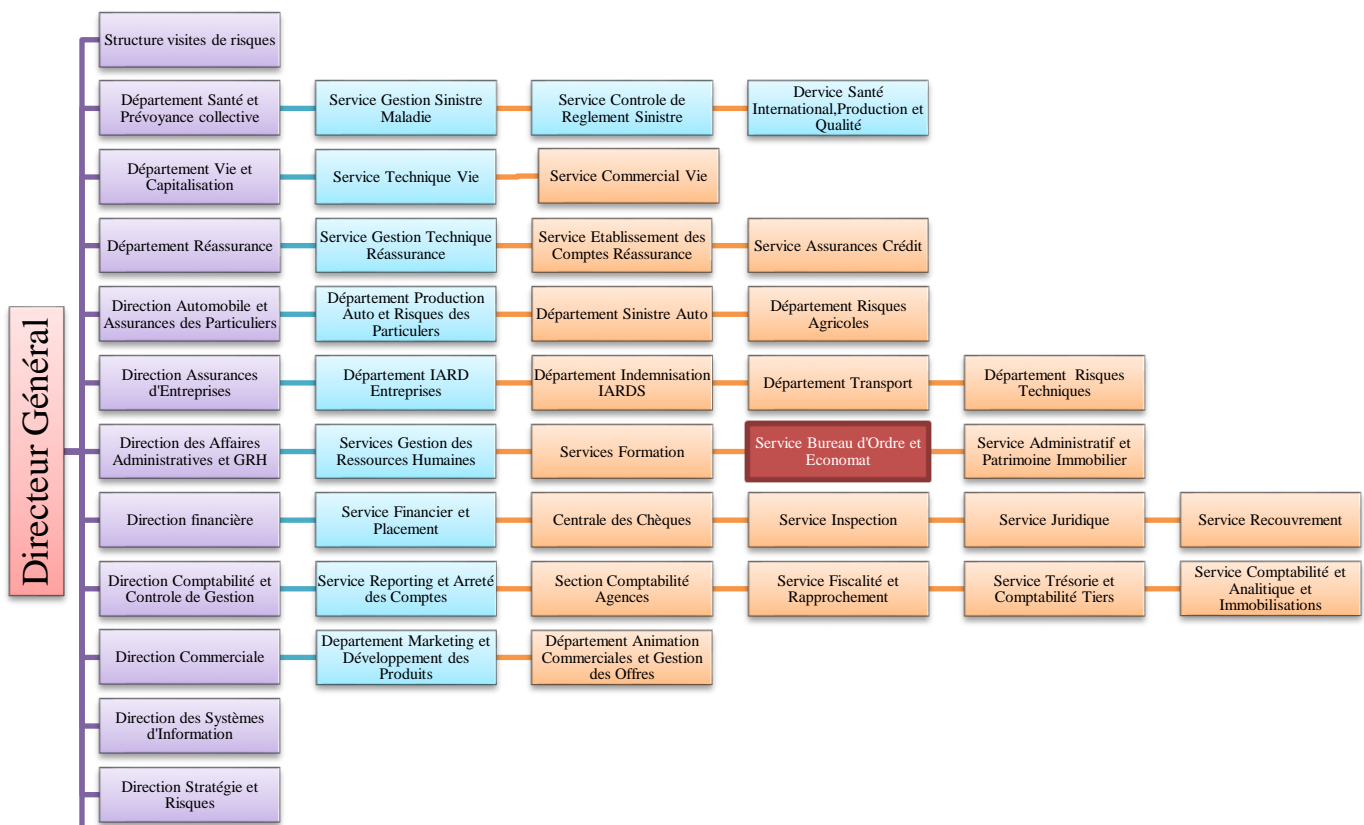 Directeur Général
Structure visites de risques
Département Santé et
Prévoyance collective
Service Gestion Sinistre
Maladie
Service Controle de
Reglement Sinistre
Dervice Santé
International,Production et
Qualité
Département Vie et
Capitalisation
Service Technique Vie
Service Commercial Vie
Département Réassurance
Service Gestion Technique
Réassurance
Service Etablissement des
Comptes Réassurance
Service Assurances Crédit
Direction Automobile et
Assurances des Particuliers
Département Production
Auto et Risques des
Particulers
Département Sinistre Auto
Département Risques
Agricoles
Direction Assurances
d'Entreprises
Département IARD
Entreprises
Département Indemnisation
IARDS
Département Transport
Département Risques
Techniques
Direction des Affaires
Administratives et GRH
Services Gestion des
Ressources Humaines
Services Formation
Service Bureau d'Ordre et
Economat
Service Administratif et
Patrimoine Immobilier
Direction financière
Service Financier et
Placement
Centrale des Chèques
Service Inspection
Service Juridique
Service Recouvrement
Direction Comptabilité et
Controle de Gestion
Service Reporting et Arreté
des Comptes
Section Comptabilité
Agences
Service Fiscalité et
Rapprochement
Service Trésorie et
Comptabilité Tiers
Service Comptabilité et
Analitique et
Immobilisations
Direction Commerciale
Departement Marketing et
Développement des
Produits
Département Animation
Commerciales et Gestion
des Offres
Direction des Systèmes
d'Information
Direction Stratégie et
Risques